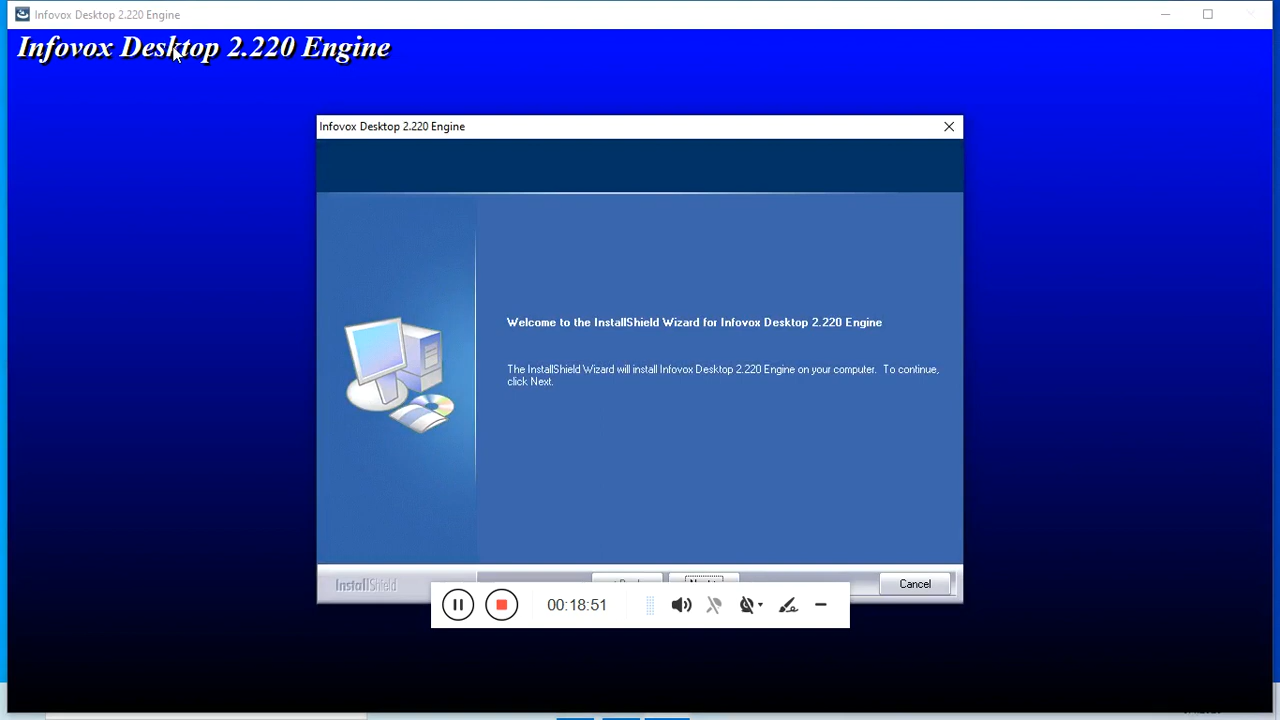 Infovox Desktop 2.220 Engine
Infovox Desktop 2.220 Engine
Infovox Desktop 2.220 Engine
Welcome to the InstallShield Wizard for Infovox Desktop 2.220 Engine
The InstallShield Wizard will install Infovox Desktop 2.220 Engine on your computer. To continue,
click Next.
InstallShield
Cancel
00:18:51